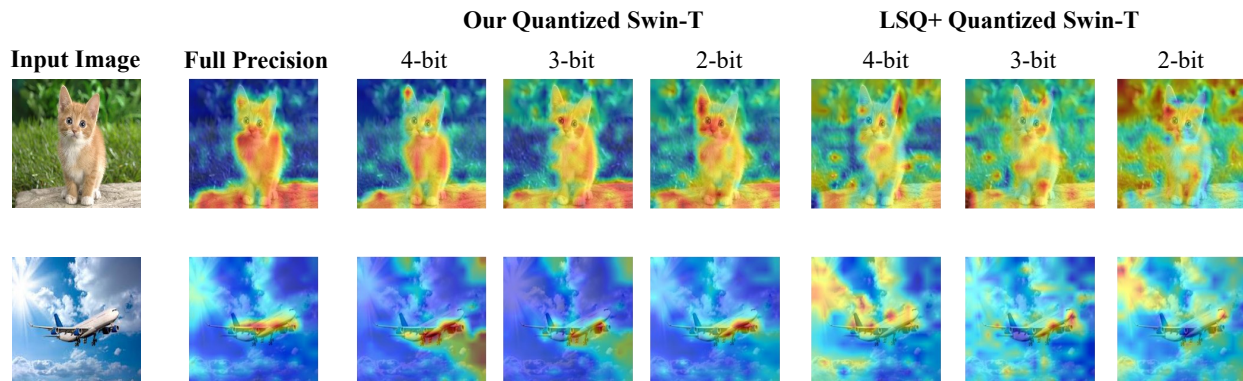 Our Quantized Swin-T LSQ+ Quantized Swin-T
Input Image Full Precision 4-bit 3-bit 2-bit 4-bit 3-bit 2-bit